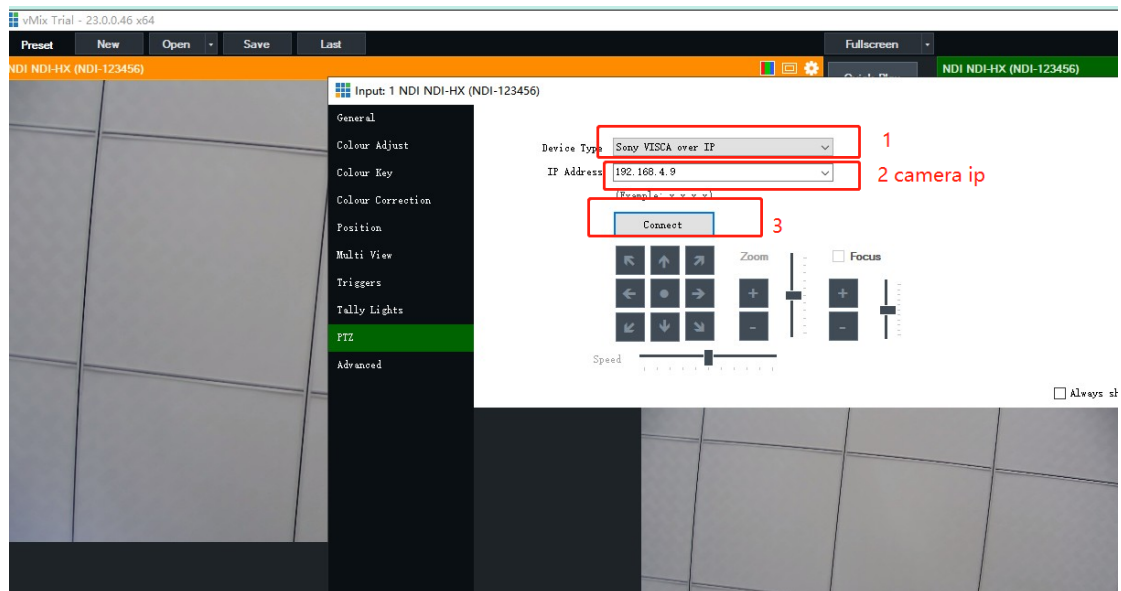 vMix Trial - 23.0.0.46 x64
Preset New Open Save Last Fullscreen
NDI NDI-HX (NDI-123456)
NDI NDI-HX (NDI-123456)
Input: 1 NDI NDI-HX (NDI-123456)
General
Colour Adjust
Colour Key
Colour Correction
Position
Multi View
Triggers
Tally Lights
PTZ
Advanced
Device Type Sony VISCA over IP 1
IP Address 192.168.4.9 2 camera ip
(Example: x.x.x.x)
Connect 3
Zoom Focus
+ +
- -
Speed
Always sh